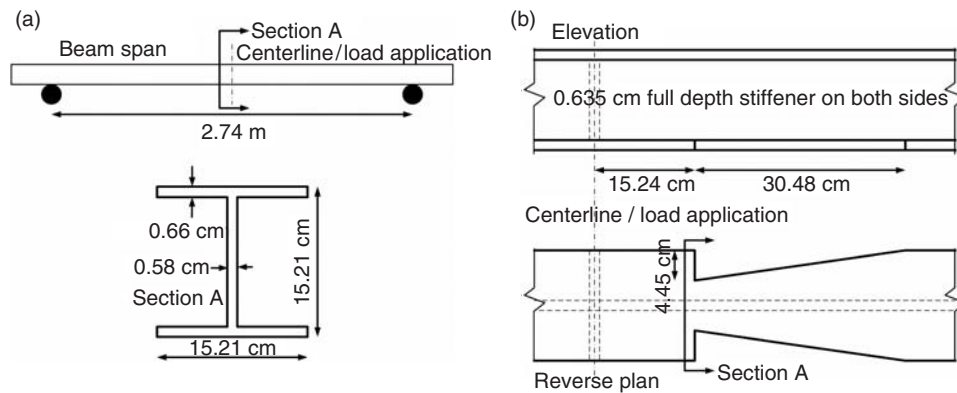 (a)
Section A
Beam span
Centerline/load application
2.74 m
0.66 cm
0.58 cm
Section A
15.21 cm
15.21 cm
(b)
Elevation
0.635 cm full depth stiffener on both sides
15.24 cm
30.48 cm
Centerline / load application
4.45 cm
Reverse plan
Section A